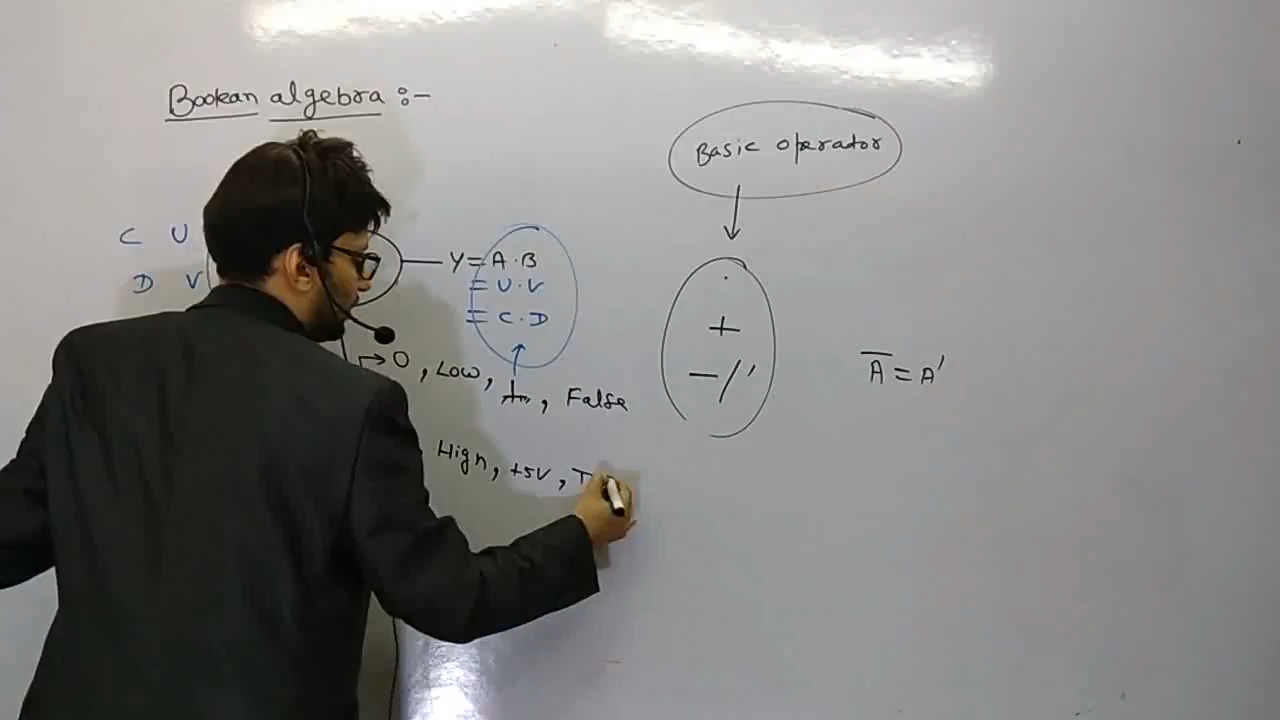 Boolean algebra :-
Basic operator
C U
Y = A·B
D V
= U·V
= C·D
·
+
— / '
A̅ = A'
→ 0, Low, , False
High, +5V, T